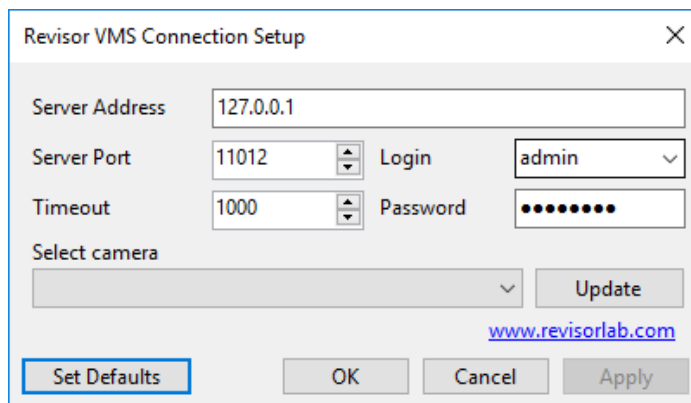 Revisor VMS Connection Setup
Server Address 127.0.0.1
Server Port 11012 Login admin
Timeout 1000 Password ●●●●●●●●
Select camera
Update
www.revisorlab.com
Set Defaults OK Cancel Apply